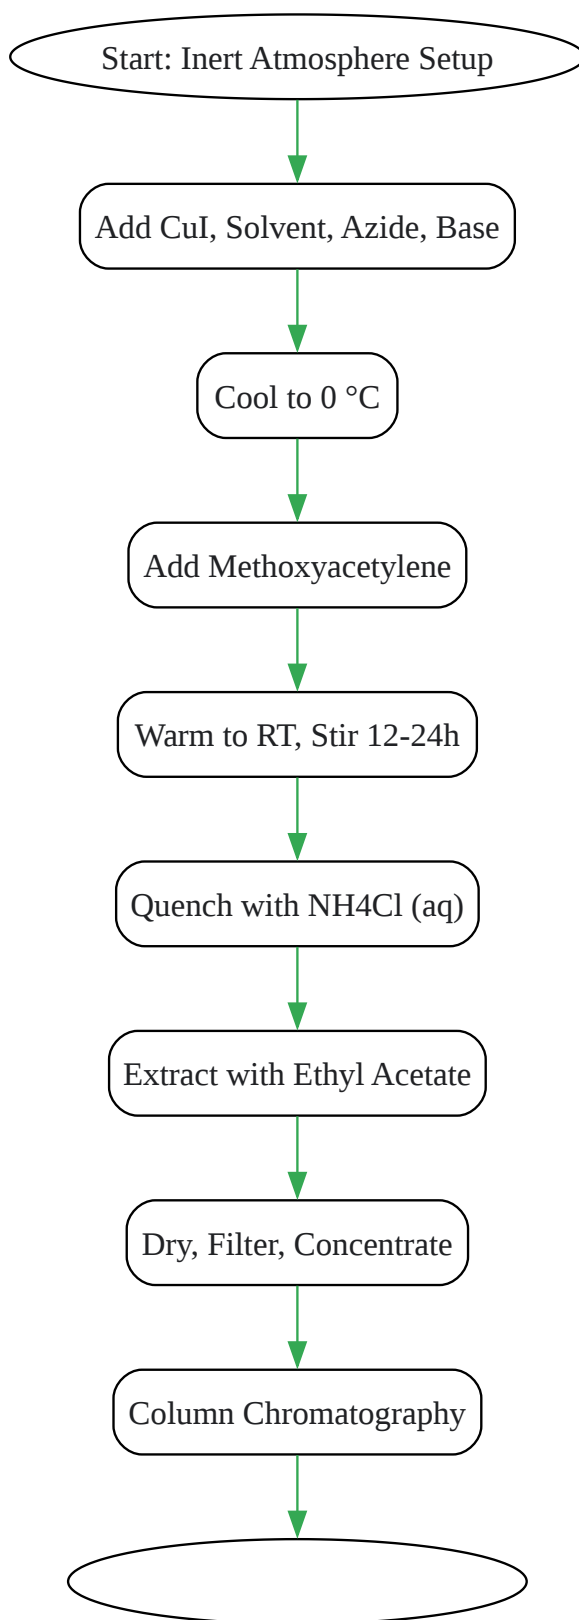 Start: Inert Atmosphere Setup
Add CuI, Solvent, Azide, Base
Cool to 0 °C
Add Methoxyacetylene
Warm to RT, Stir 12-24h
Quench with NH4Cl (aq)
Extract with Ethyl Acetate
Dry, Filter, Concentrate
Column Chromatography